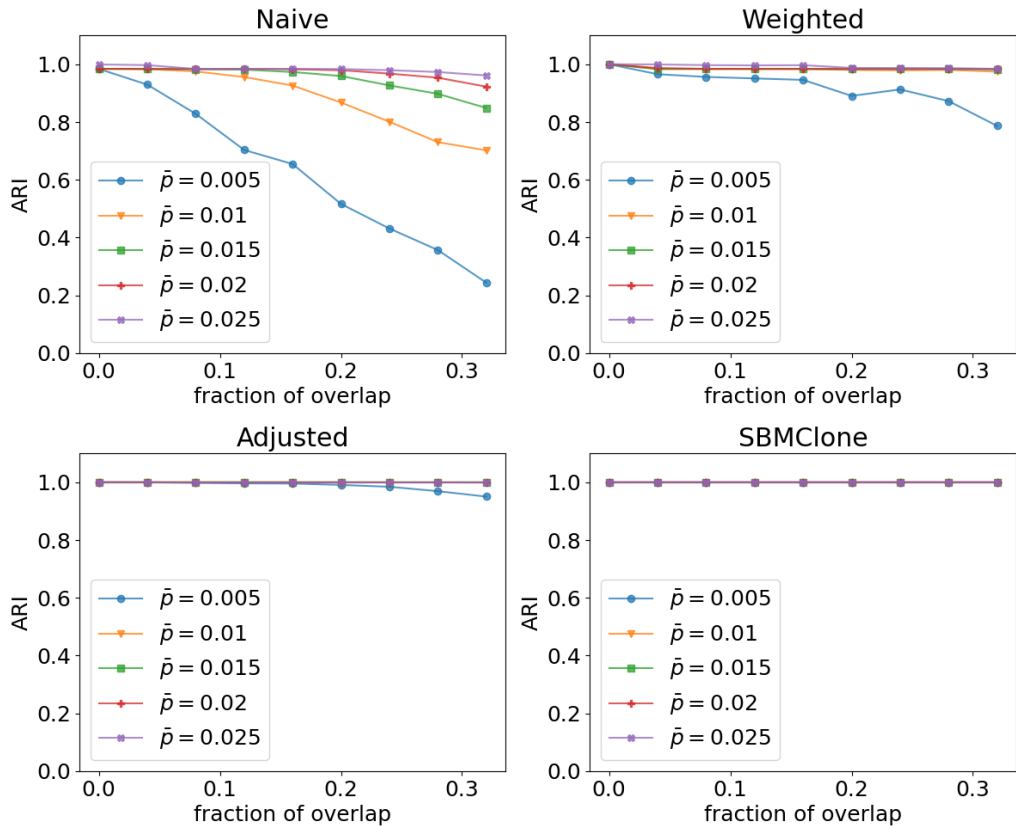 Naive
1.0
0.8
0.6
0.4
0.2
0.0
ARI
p̄ = 0.005
p̄ = 0.01
p̄ = 0.015
p̄ = 0.02
p̄ = 0.025
0.0 0.1 0.2 0.3
fraction of overlap
Weighted
1.0
0.8
0.6
0.4
0.2
0.0
ARI
p̄ = 0.005
p̄ = 0.01
p̄ = 0.015
p̄ = 0.02
p̄ = 0.025
0.0 0.1 0.2 0.3
fraction of overlap
Adjusted
1.0
0.8
0.6
0.4
0.2
0.0
ARI
p̄ = 0.005
p̄ = 0.01
p̄ = 0.015
p̄ = 0.02
p̄ = 0.025
0.0 0.1 0.2 0.3
fraction of overlap
SBMClone
1.0
0.8
0.6
0.4
0.2
0.0
ARI
p̄ = 0.005
p̄ = 0.01
p̄ = 0.015
p̄ = 0.02
p̄ = 0.025
0.0 0.1 0.2 0.3
fraction of overlap